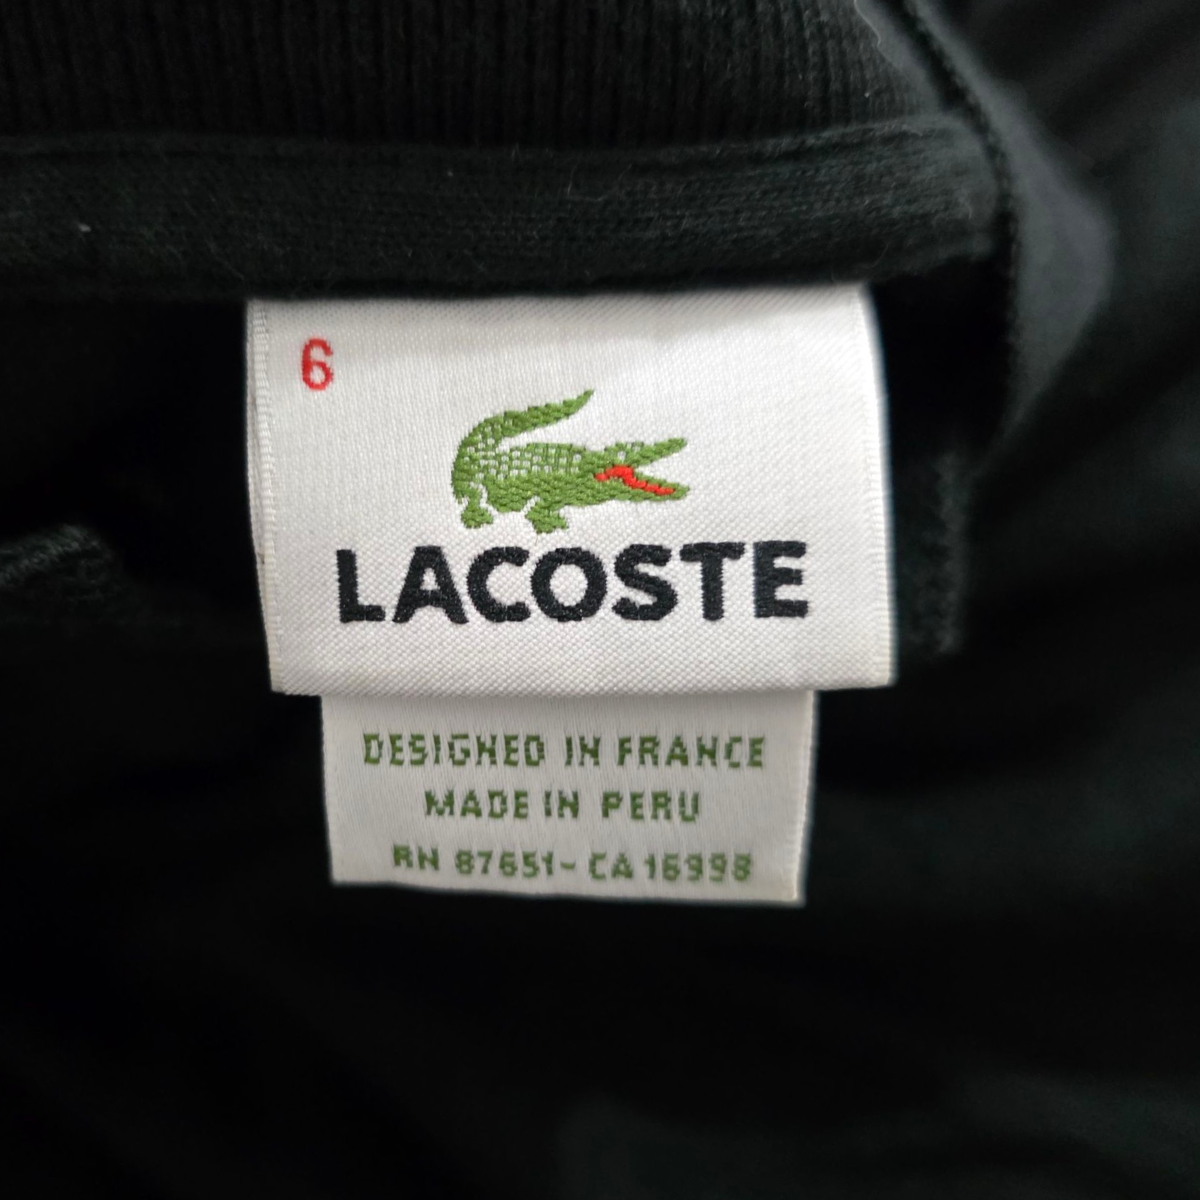 6
LACOSTE
DESIGNED IN FRANCE
MADE IN PERU
RN 87651- CA 16998